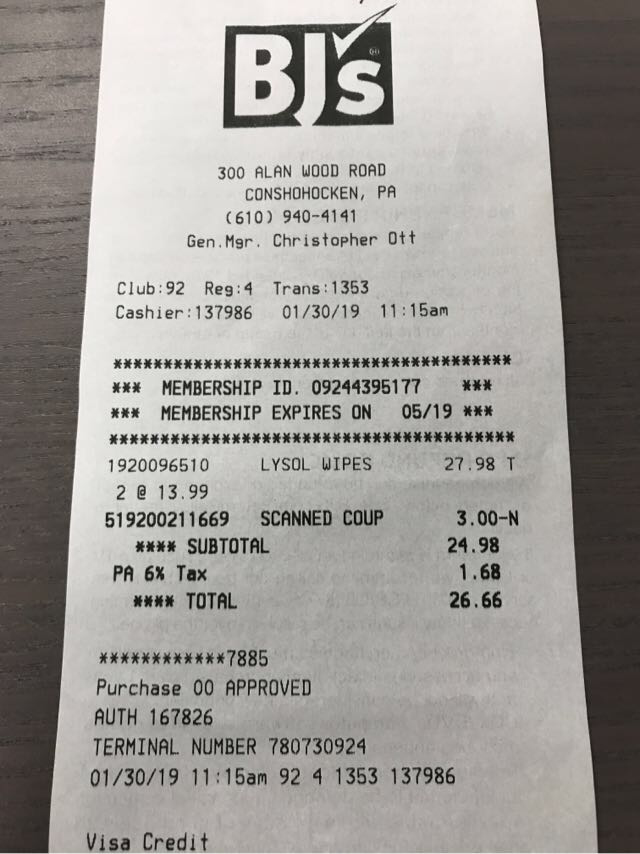 BJ's
300 ALAN WOOD ROAD
CONSHOHOCKEN, PA
(610) 940-4141
Gen.Mgr. Christopher Ott
Club:92 Reg:4 Trans:1353
Cashier:137986 01/30/19 11:15am
***************************************
*** MEMBERSHIP ID. 09244395177 ***
*** MEMBERSHIP EXPIRES ON 05/19 ***
***************************************
1920096510 LYSOL WIPES 27.98 T
2 @ 13.99
519200211669 SCANNED COUP 3.00-N
**** SUBTOTAL 24.98
PA 6% Tax 1.68
**** TOTAL 26.66
************7885
Purchase 00 APPROVED
AUTH 167826
TERMINAL NUMBER 780730924
01/30/19 11:15am 92 4 1353 137986
Visa Credit